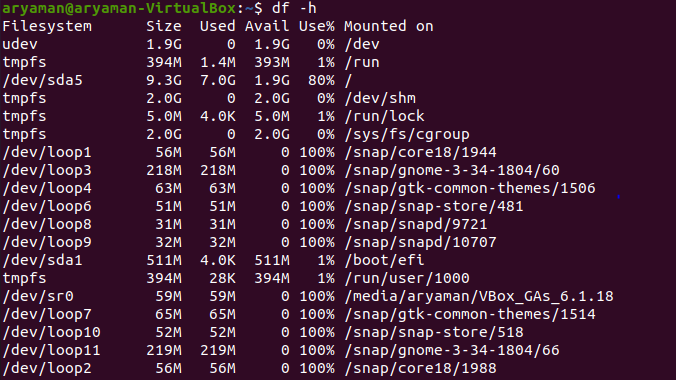 aryaman@aryaman-VirtualBox:~$ df -h
Filesystem      Size  Used Avail Use% Mounted on
udev            1.9G     0  1.9G   0% /dev
tmpfs           394M  1.4M  393M   1% /run
/dev/sda5       9.3G  7.0G  1.9G  80% /
tmpfs           2.0G     0  2.0G   0% /dev/shm
tmpfs           5.0M  4.0K  5.0M   1% /run/lock
tmpfs           2.0G     0  2.0G   0% /sys/fs/cgroup
/dev/loop1       56M   56M     0 100% /snap/core18/1944
/dev/loop3      218M  218M     0 100% /snap/gnome-3-34-1804/60
/dev/loop4       63M   63M     0 100% /snap/gtk-common-themes/1506
/dev/loop6       51M   51M     0 100% /snap/snap-store/481
/dev/loop8       31M   31M     0 100% /snap/snapd/9721
/dev/loop9       32M   32M     0 100% /snap/snapd/10707
/dev/sda1       511M  4.0K  511M   1% /boot/efi
tmpfs           394M   28K  394M   1% /run/user/1000
/dev/sr0         59M   59M     0 100% /media/aryaman/VBox_GAs_6.1.18
/dev/loop7       65M   65M     0 100% /snap/gtk-common-themes/1514
/dev/loop10      52M   52M     0 100% /snap/snap-store/518
/dev/loop11     219M  219M     0 100% /snap/gnome-3-34-1804/66
/dev/loop2       56M   56M     0 100% /snap/core18/1988